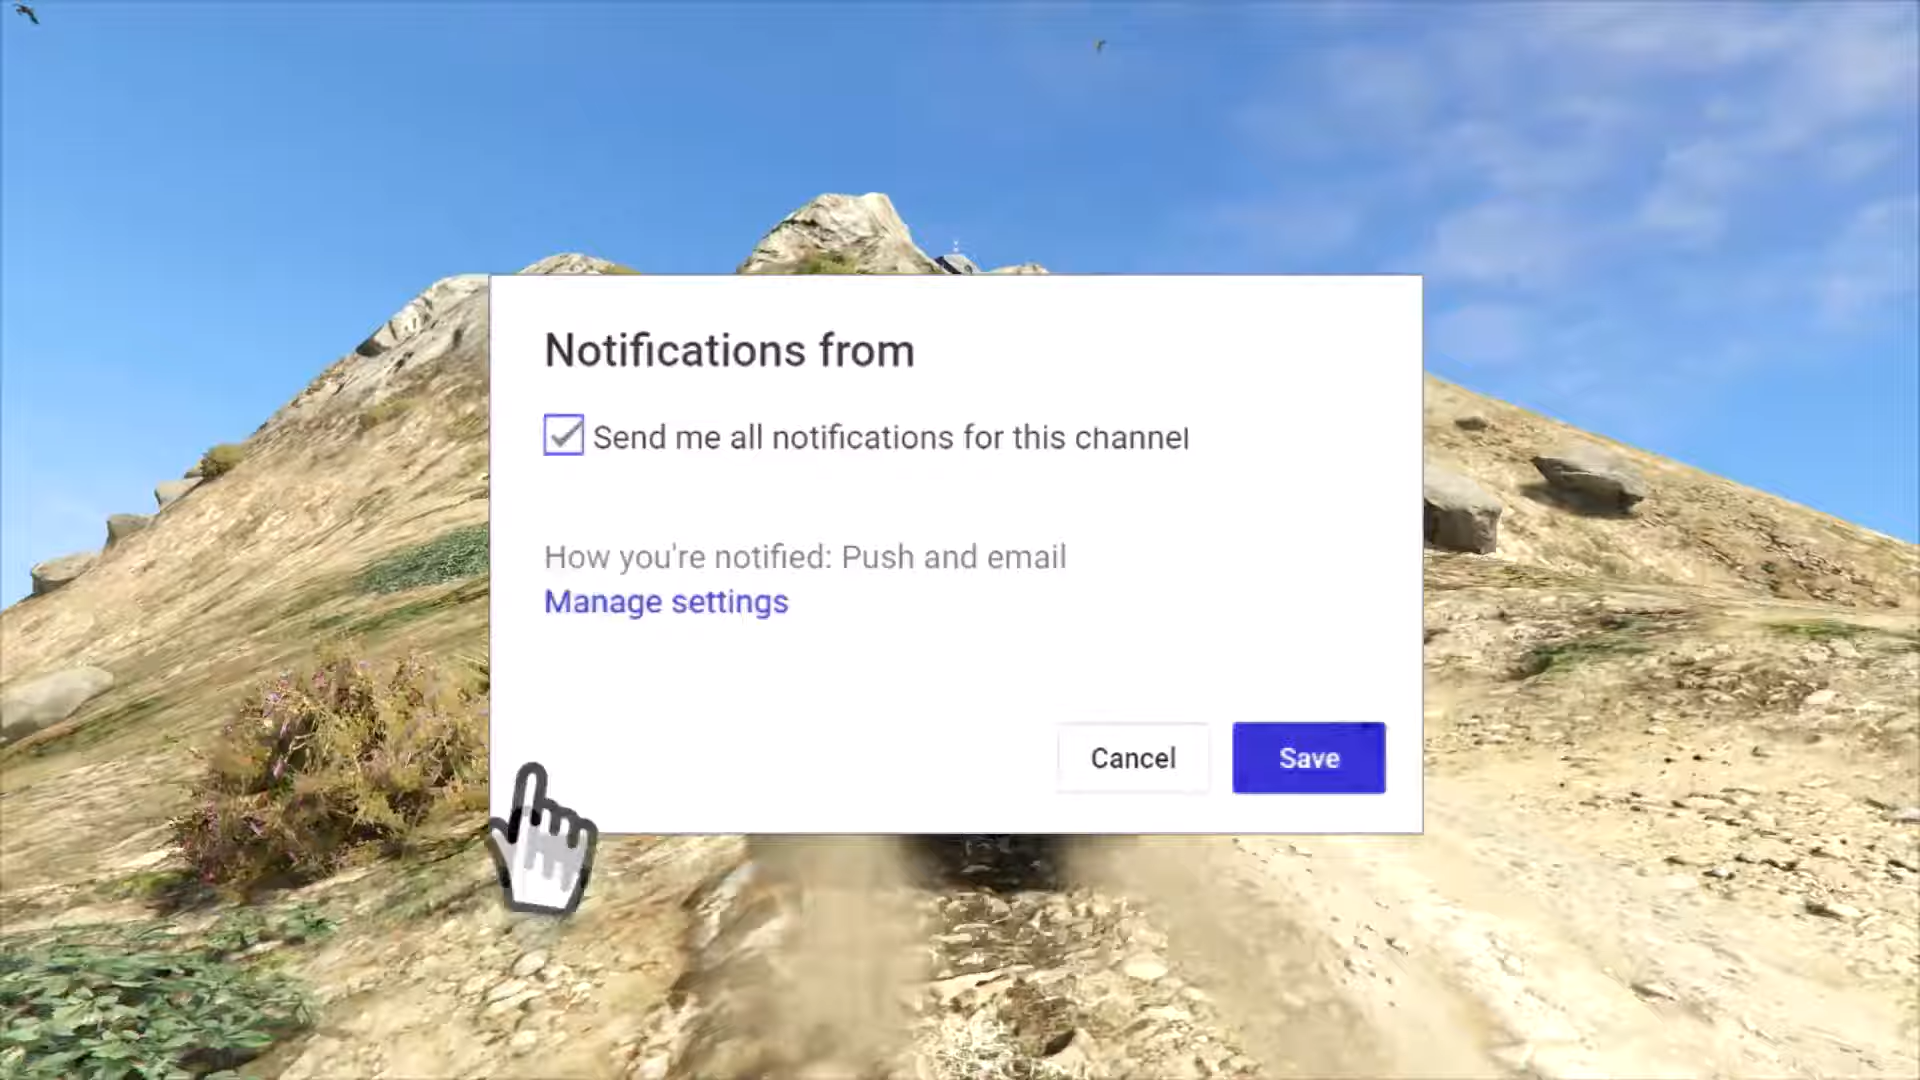 Notifications from
Send me all notifications for this channel
How you're notified: Push and email
Manage settings
Cancel
Save